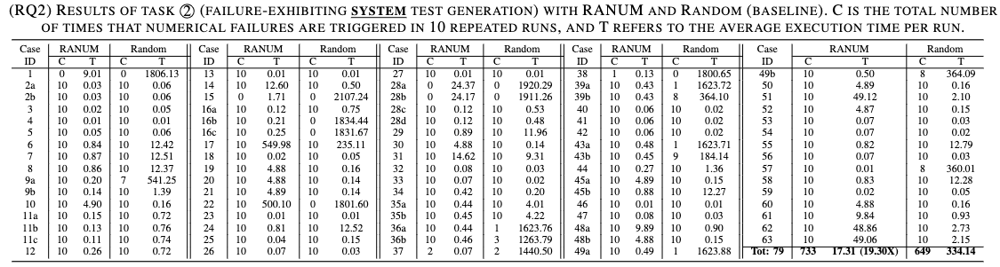 (RQ2) RESULTS OF TASK ② (FAILURE-EXHIBITING SYSTEM TEST GENERATION) WITH RANUM AND RANDOM (BASELINE). C IS THE TOTAL NUMBER
OF TIMES THAT NUMERICAL FAILURES ARE TRIGGERED IN 10 REPEATED RUNS, AND T REFERS TO THE AVERAGE EXECUTION TIME PER RUN.
Case RANUM Random Case RANUM Random Case RANUM Random Case RANUM Random Case RANUM Random
ID C T C T ID C T C T ID C T C T ID C T C T ID C T C T
1 0 9.01 0 1806.13 13 10 0.01 10 0.01 27 10 0.01 10 0.01 38 1 0.13 0 1800.65 49b 10 0.50 8 364.09
2a 10 0.03 10 0.06 14 10 12.60 10 0.50 28a 0 24.37 0 1920.29 39a 10 0.43 1 1623.72 50 10 4.89 10 0.16
2b 10 0.03 10 0.06 15 0 1.71 0 2107.24 28b 0 24.17 0 1911.26 39b 10 0.43 8 364.10 51 10 49.12 10 2.10
3 10 0.02 10 0.05 16a 10 0.12 10 0.75 28c 10 0.12 10 0.53 40 10 0.06 10 0.02 52 10 4.87 10 0.15
4 10 0.01 10 0.01 16b 10 0.21 0 1834.44 28d 10 0.12 10 0.48 41 10 0.06 10 0.02 53 10 0.07 10 0.03
5 10 0.05 10 0.06 16c 10 0.25 0 1831.67 29 10 0.89 10 11.96 42 10 0.06 10 0.02 54 10 0.07 10 0.02
6 10 0.84 10 12.42 17 10 549.98 10 235.11 30 10 4.88 10 0.14 43a 10 0.48 1 1623.71 55 10 0.82 10 12.79
7 10 0.87 10 12.51 18 10 0.02 10 0.05 31 10 14.62 10 9.31 43b 10 0.45 9 184.14 56 10 0.07 10 0.03
8 10 0.86 10 12.37 19 10 4.88 10 0.16 32 10 0.08 10 0.03 44 10 0.27 10 1.36 57 10 0.01 8 360.01
9a 10 0.20 7 541.25 20 10 4.88 10 0.14 33 10 0.07 10 0.02 45a 10 4.89 10 0.15 58 10 0.83 10 12.28
9b 10 0.14 10 1.39 21 10 4.89 10 0.14 34 10 0.42 10 0.20 45b 10 0.88 10 12.27 59 10 0.02 10 0.05
10 10 4.90 10 0.16 22 10 500.10 0 1801.60 35a 10 0.44 10 4.01 46 10 0.01 10 0.01 60 10 4.88 10 0.16
11a 10 0.15 10 0.72 23 10 0.01 10 0.01 35b 10 0.45 10 4.22 47 10 0.08 10 0.03 61 10 9.84 10 0.93
11b 10 0.13 10 0.76 24 10 0.81 10 12.52 36a 10 0.44 1 1623.76 48a 10 9.89 10 0.90 62 10 48.86 10 2.73
11c 10 0.11 10 0.74 25 10 0.04 10 0.15 36b 10 0.46 3 1263.79 48b 10 4.88 10 0.15 63 10 49.06 10 2.15
12 10 0.26 10 0.72 26 10 0.07 10 0.03 37 2 0.07 2 1440.50 49a 10 0.49 1 1623.88 Tot: 79 733 17.31 (19.30X) 649 334.14